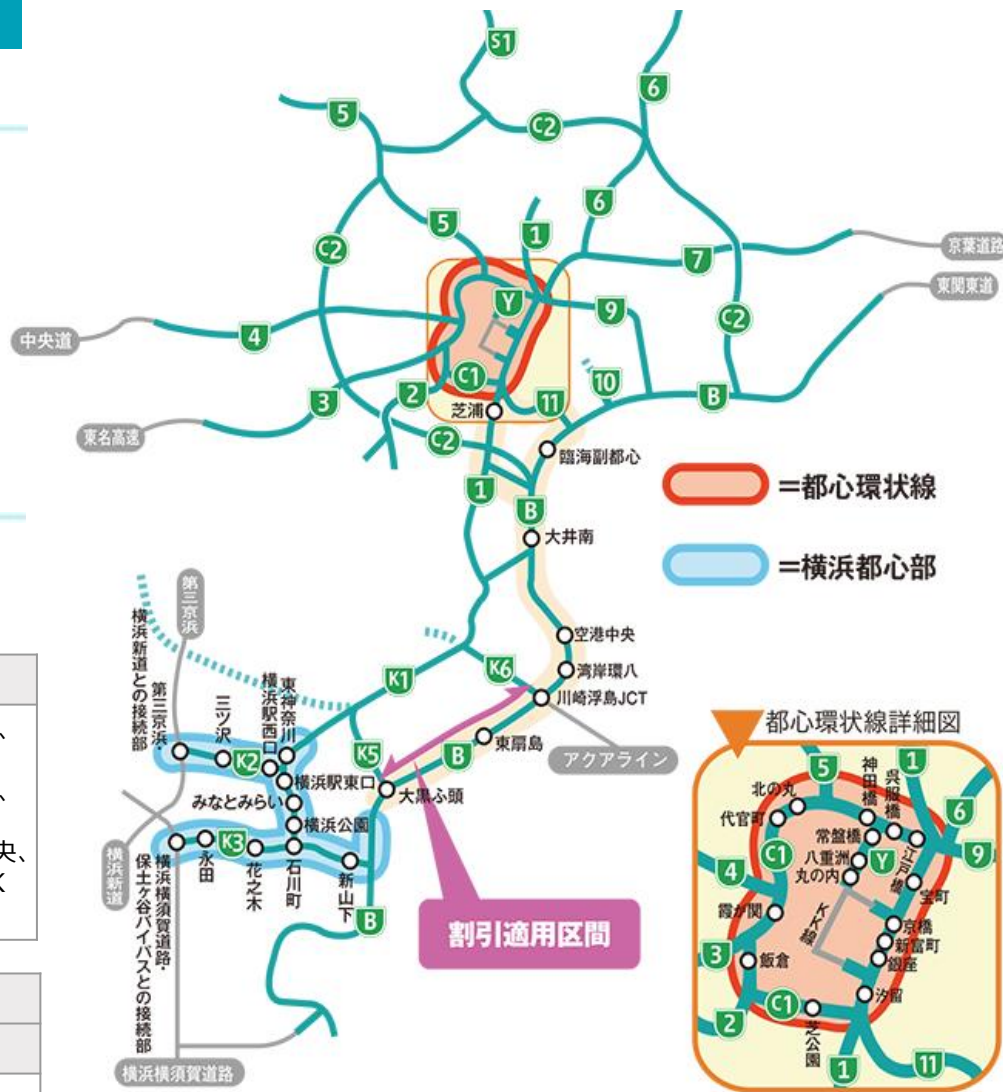 S1
6
5
C2
6
5
1
C2
7
京葉道路
東関東道
Y
9
C2
中央道
4
C1
10
B
3
2
11
芝浦
東名高速
C2
臨海副都心
1
=都心環状線
B
大井南
=横浜都心部
第三京浜
空港中央
湾岸環八
K6
川崎浮島JCT
K1
第三京浜・
横浜新道との接続部
三ツ沢
横浜駅西口
東神奈川
K2
K5
B
東扇島
アクアライン
横浜駅東口
大黒ふ頭
みなとみらい
横浜公園
K3
永田
花之木
石川町
新山下
横浜新道
横浜横須賀道路・
保土ヶ谷バイパスとの接続部
B
割引適用区間
横浜横須賀道路
都心環状線詳細図
5
神田橋
呉服橋
1
北の丸
6
代官町
常盤橋
C1
八重洲
Y
江戸橋
9
丸の内
4
宝町
霞が関
KK線
京橋
新富町
3
飯倉
銀座
汐留
C1
2
芝公園
1
11
、
、
央、
K